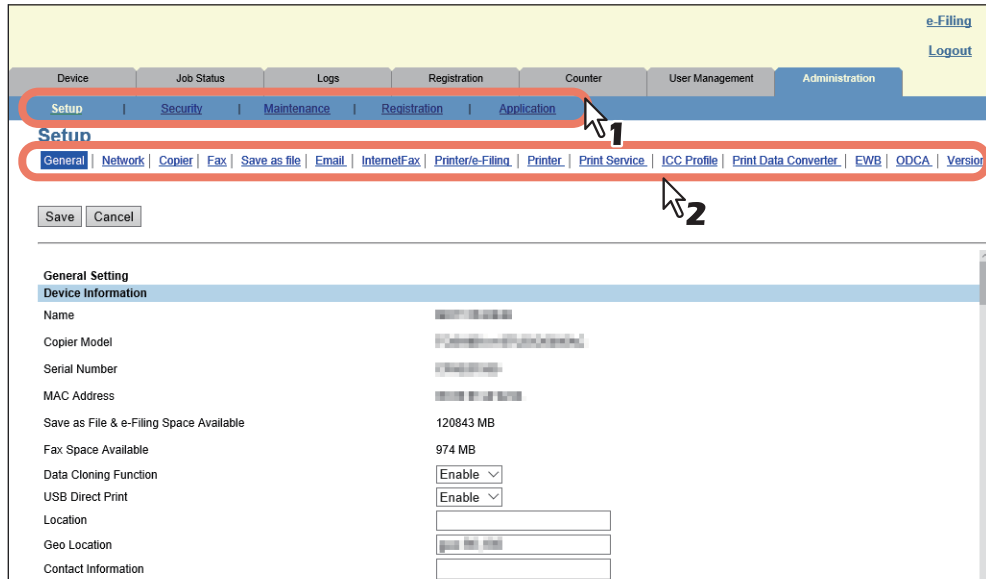 e-Filing
Logout
Device Job Status Logs Registration Counter User Management Administration
Setup | Security | Maintenance | Registration | Application
1
Setup
General | Network | Copier | Fax | Save as file | Email | InternetFax | Printer/e-Filing | Printer | Print Service | ICC Profile | Print Data Converter | EWB | ODCA | Version
2
Save Cancel
General Setting
Device Information
Name
Copier Model
Serial Number
MAC Address
Save as File & e-Filing Space Available 120843 MB
Fax Space Available 974 MB
Data Cloning Function Enable
USB Direct Print Enable
Location
Geo Location
Contact Information